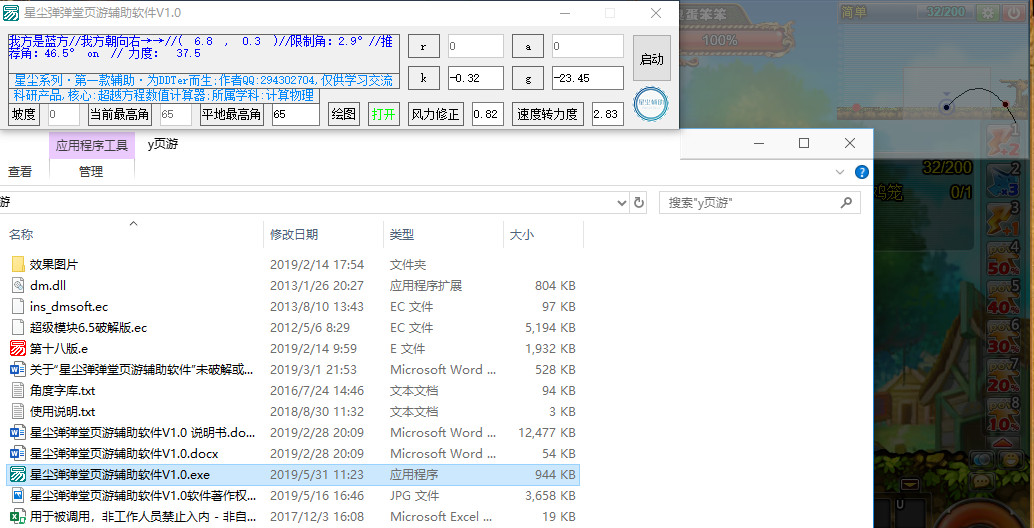 星尘弹弹堂页游辅助软件V1.0
我方是蓝方//我方朝向右→→//( 6.8 , 0.3 )//限制角:2.9°//推
荐角:46.5° on // 力度: 37.5
星尘系列·第一款辅助·为DDTer而生;作者QQ:294302704,仅供学习交流
科研产品,核心:超越方程数值计算器;所属学科:计算物理
r 0 a 0 启动
k -0.32 g -23.45
坡度 0 当前最高角 65 平地最高角 65 绘图 打开 风力修正 0.82 速度转力度 2.83
星尘辅助
蛋笨笨
100%
简单 32/200
应用程序工具 y页游
查看 管理
游 搜索"y页游"
名称 修改日期 类型 大小
效果图片 2019/2/14 17:54 文件夹
dm.dll 2013/1/26 20:27 应用程序扩展 804 KB
ins_dmsoft.ec 2013/8/10 13:43 EC 文件 97 KB
超级模块6.5破解版.ec 2012/5/6 8:29 EC 文件 5,194 KB
第十八版.e 2019/2/14 9:59 E 文件 1,932 KB
关于“星尘弹弹堂页游辅助软件”未破解或... 2019/3/1 21:53 Microsoft Word ... 528 KB
角度字库.txt 2016/7/24 14:46 文本文档 94 KB
使用说明.txt 2018/8/30 11:32 文本文档 3 KB
星尘弹弹堂页游辅助软件V1.0 说明书.do... 2019/2/28 20:09 Microsoft Word ... 12,477 KB
星尘弹弹堂页游辅助软件V1.0.docx 2019/2/28 20:09 Microsoft Word ... 54 KB
星尘弹弹堂页游辅助软件V1.0.exe 2019/5/31 11:23 应用程序 944 KB
星尘弹弹堂页游辅助软件V1.0软件著作权... 2019/5/16 16:46 JPG 文件 3,658 KB
用于被调用，非工作人员禁止入内 - 非自... 2017/12/3 16:08 Microsoft Excel ... 19 KB
32/200
鸡笼 0/1
1 +2
2 x3
3 +1
4 50%
5 40%
6 30%
7 20%
8 10%
U